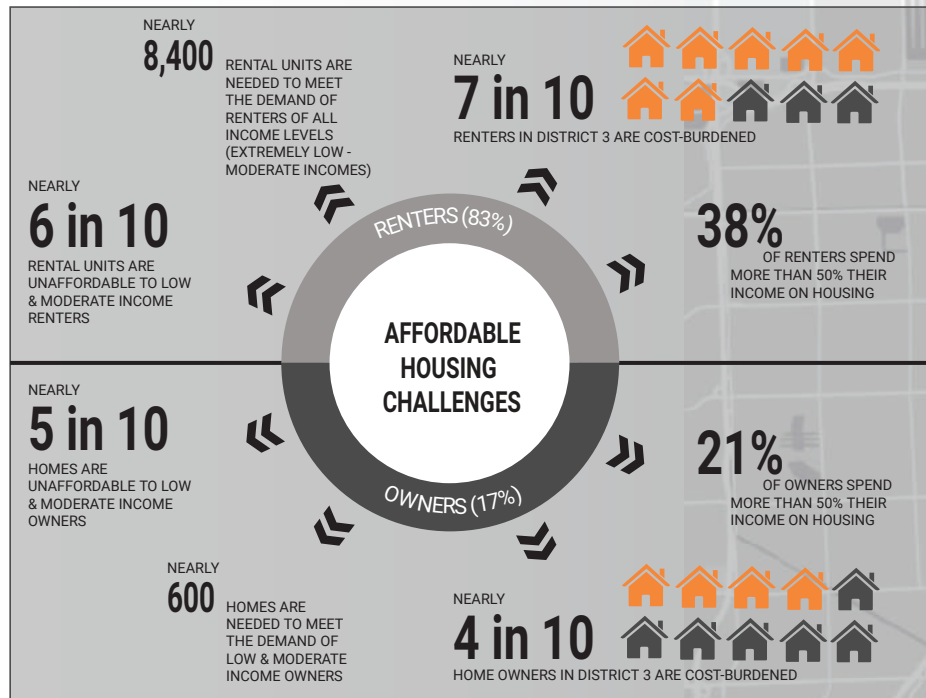 NEARLY
8,400
RENTAL UNITS ARE
NEEDED TO MEET
THE DEMAND OF
RENTERS OF ALL
INCOME LEVELS
(EXTREMELY LOW -
MODERATE INCOMES)
NEARLY
7 in 10
RENTERS IN DISTRICT 3 ARE COST-BURDENED
NEARLY
6 in 10
RENTAL UNITS ARE
UNAFFORDABLE TO LOW
& MODERATE INCOME
RENTERS
RENTERS (83%)
38%
OF RENTERS SPEND
MORE THAN 50% THEIR
INCOME ON HOUSING
AFFORDABLE
HOUSING
CHALLENGES
NEARLY
5 in 10
HOMES ARE
UNAFFORDABLE TO LOW
& MODERATE INCOME
OWNERS
OWNERS (17%)
21%
OF OWNERS SPEND
MORE THAN 50% THEIR
INCOME ON HOUSING
NEARLY
600
HOMES ARE
NEEDED TO MEET
THE DEMAND OF
LOW & MODERATE
INCOME OWNERS
NEARLY
4 in 10
HOME OWNERS IN DISTRICT 3 ARE COST-BURDENED